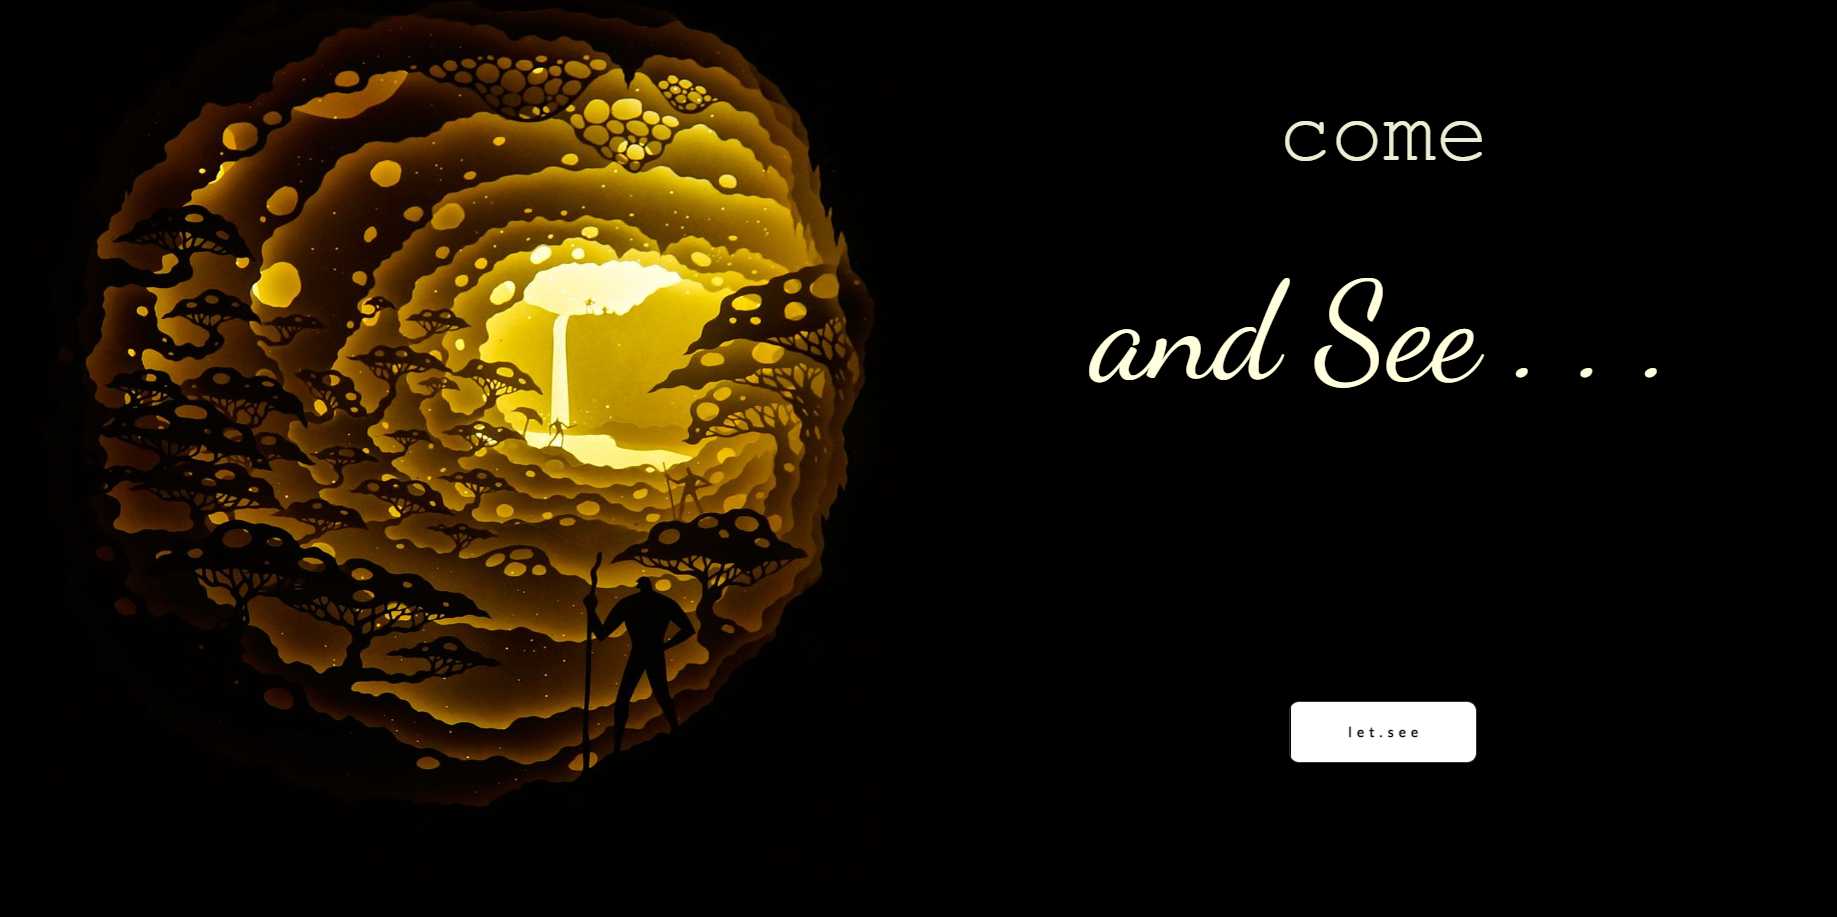 come
and See . . .
let.see